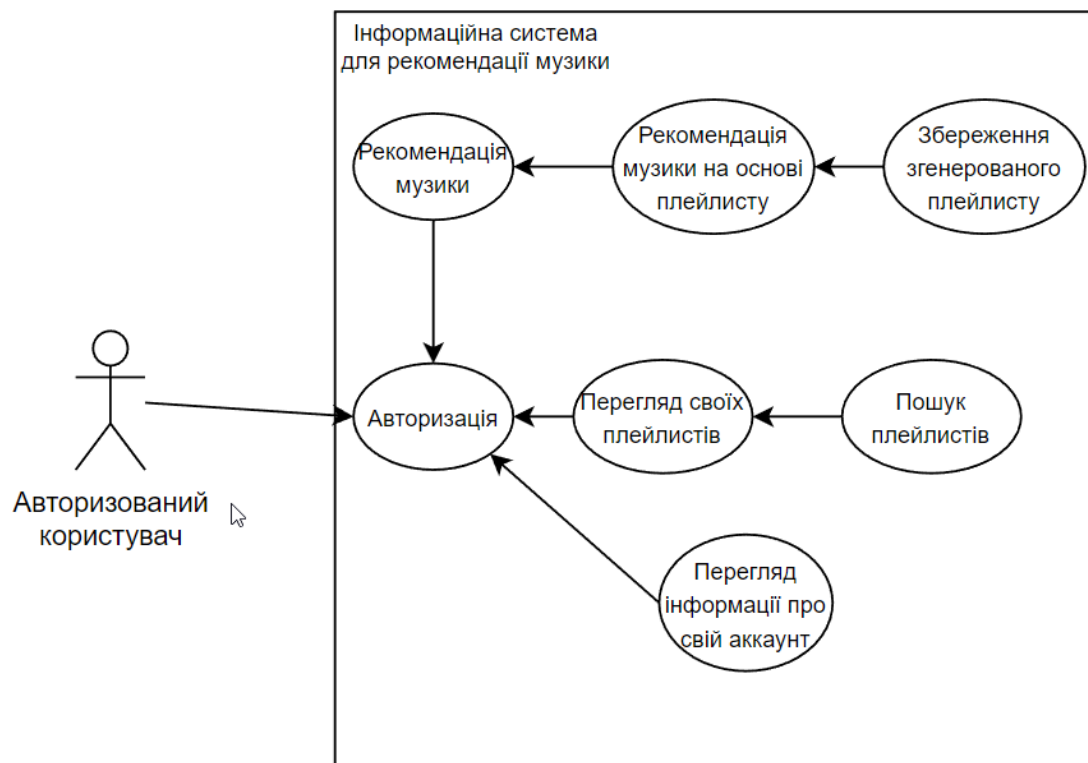 Інформаційна система
для рекомендації музики
Рекомендація
музики
Рекомендація
музики на основі
плейлисту
Збереження
згенерованого
плейлисту
Авторизація
Перегляд своїх
плейлистів
Пошук
плейлистів
Авторизований
користувач
Перегляд
інформації про
свій аккаунт